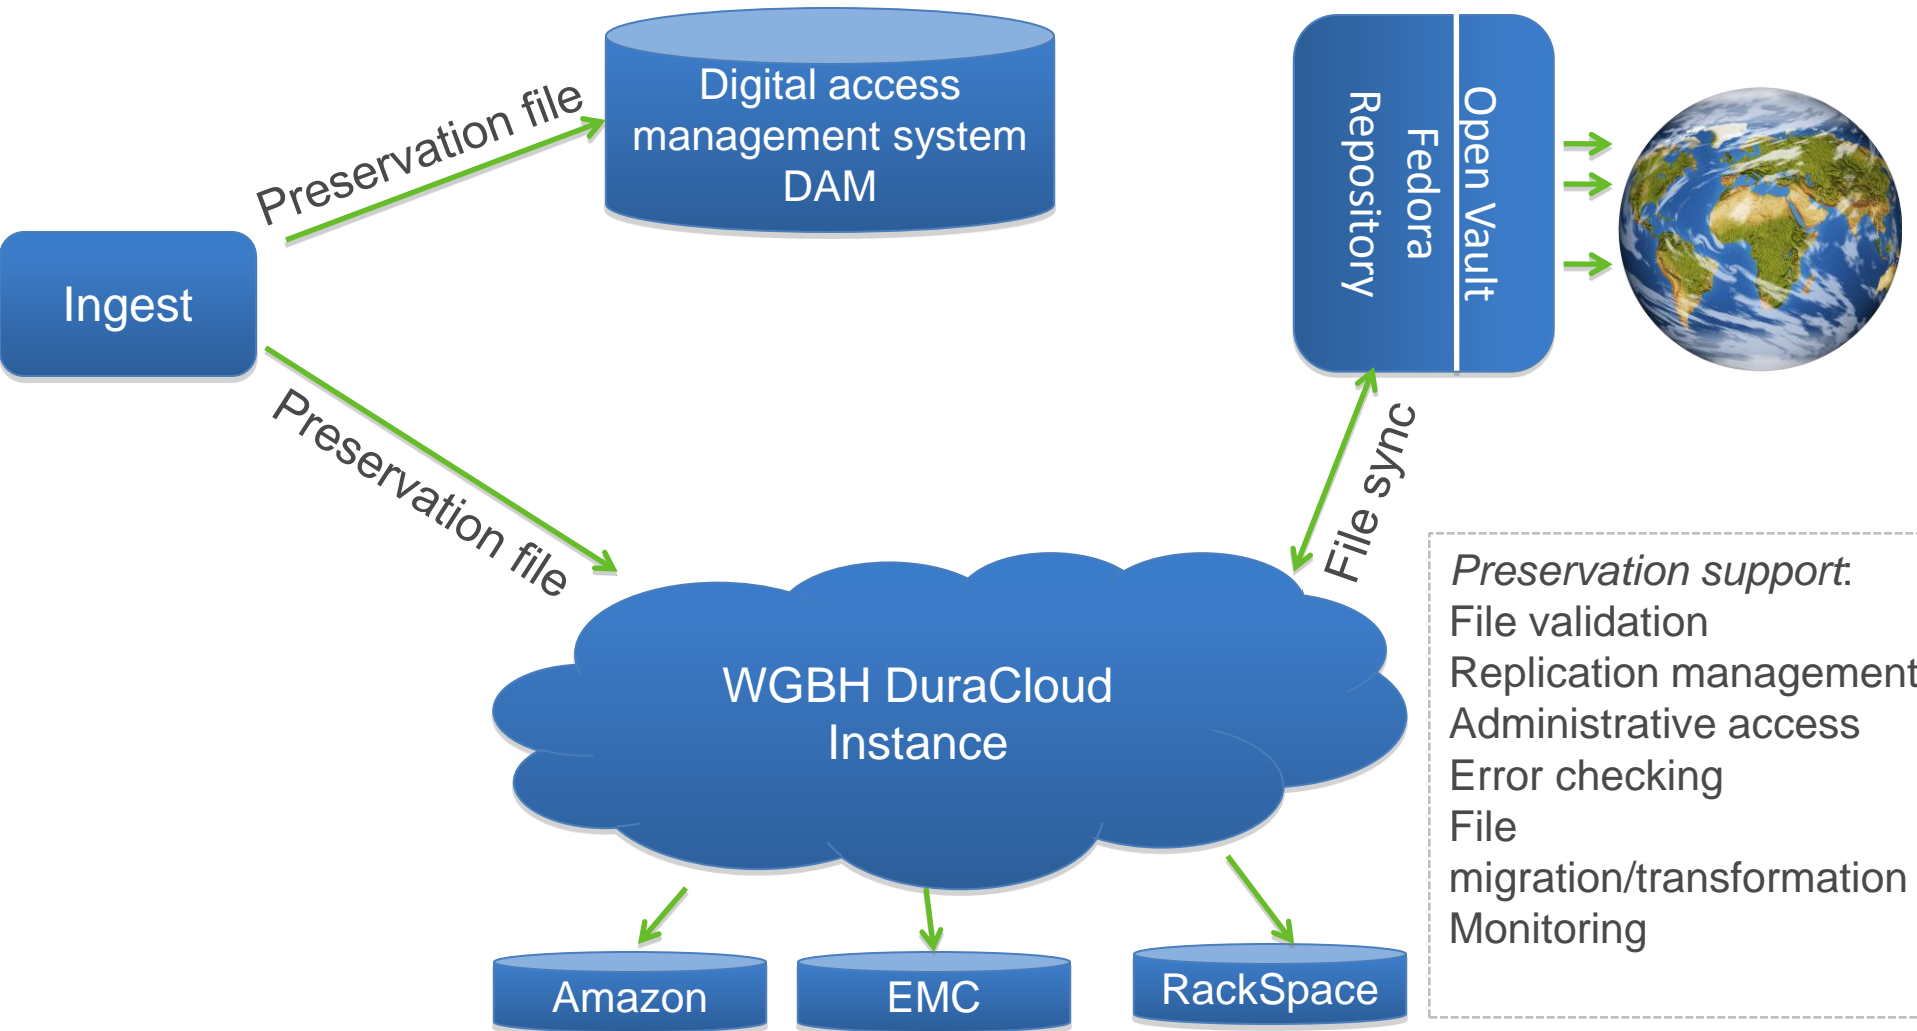 Preservation file
Digital access
management system
DAM
Open Vault
Fedora
Repository
Ingest
Preservation file
File sync
WGBH DuraCloud
Instance
Preservation support:
File validation
Replication management
Administrative access
Error checking
File
migration/transformation
Monitoring
Amazon
EMC
RackSpace